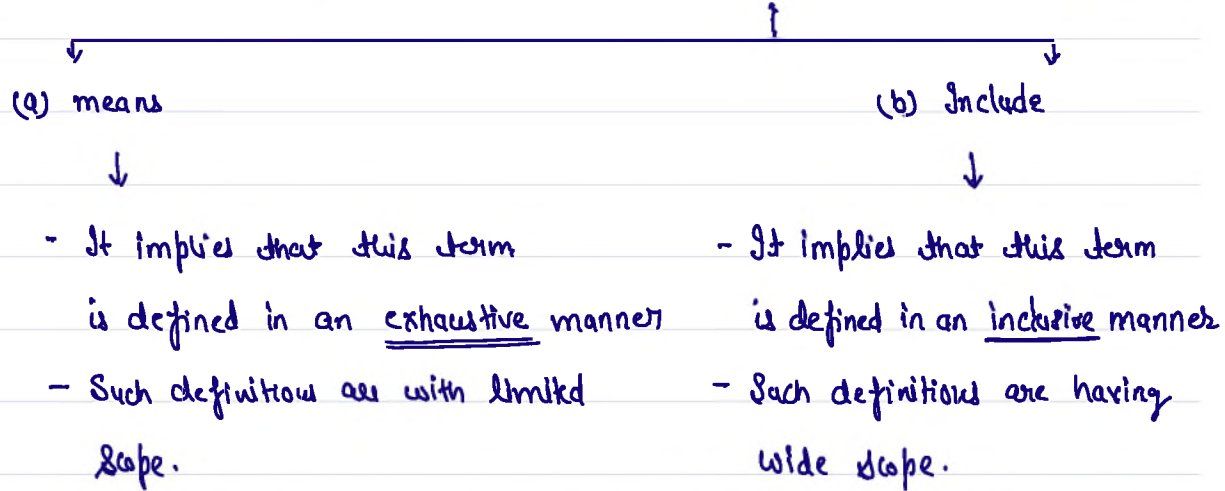 (a) means
(b) Include
- It implies that this term
is defined in an exhaustive manner
- Such definitions are with limited
scope.
- It implies that this term
is defined in an inclusive manner
- Such definitions are having
wide scope.